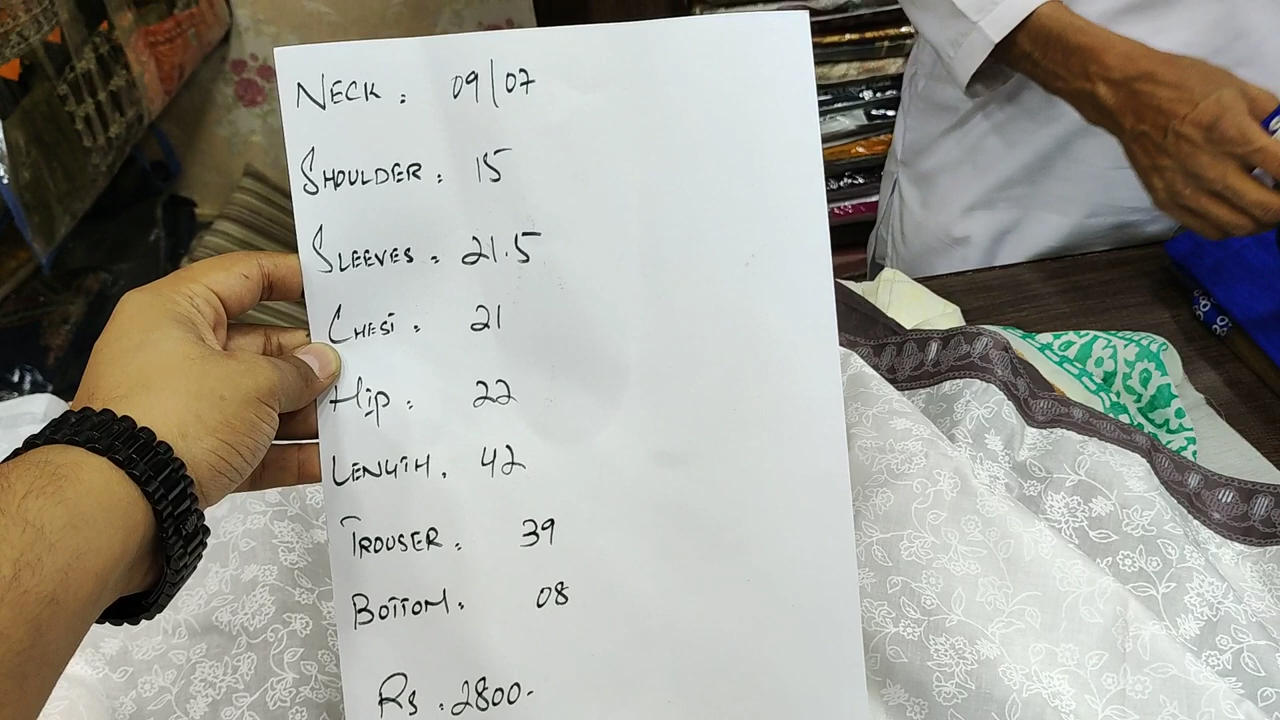 NECK : 09/07
SHOULDER : 15
SLEEVES : 21.5
CHEST : 21
Hip : 22
LENGTH . 42
TROUSER : 39
BOTTOM : 08
Rs : 2800-